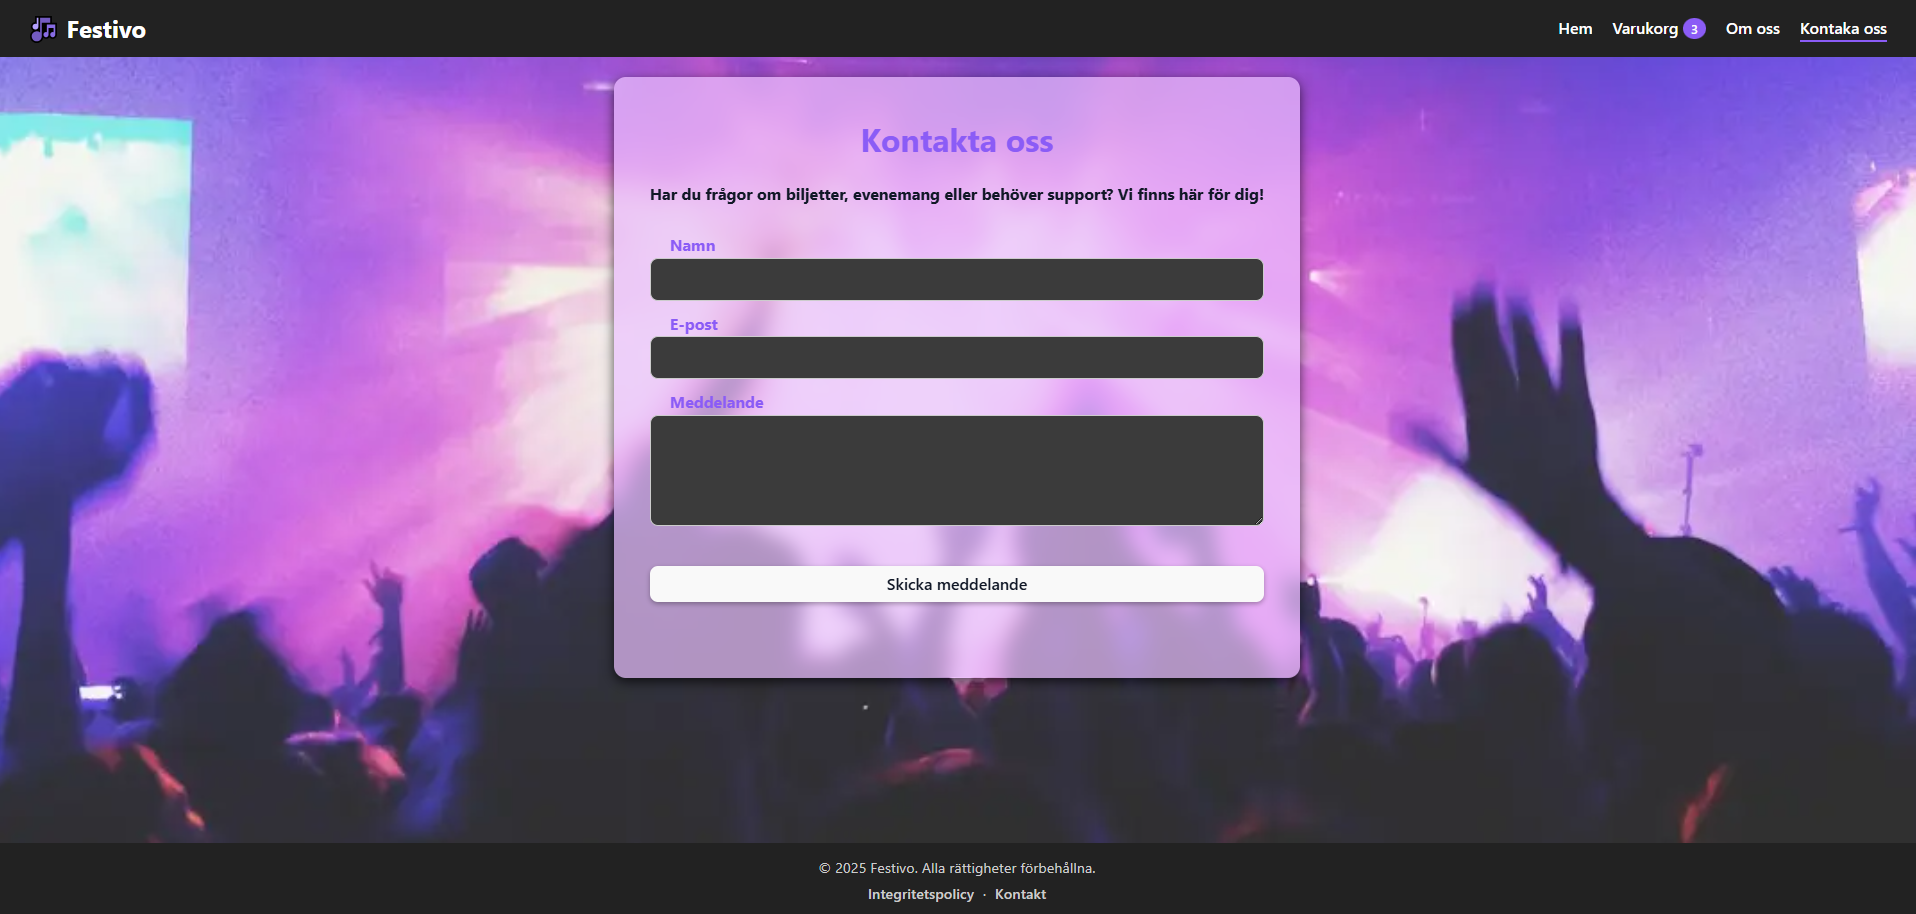 Festivo
Hem
Varukorg 3
Om oss
Kontaka oss
Kontakta oss
Har du frågor om biljetter, evenemang eller behöver support? Vi finns här för dig!
Namn
E-post
Meddelande
Skicka meddelande
© 2025 Festivo. Alla rättigheter förbehållna.
Integritetspolicy · Kontakt